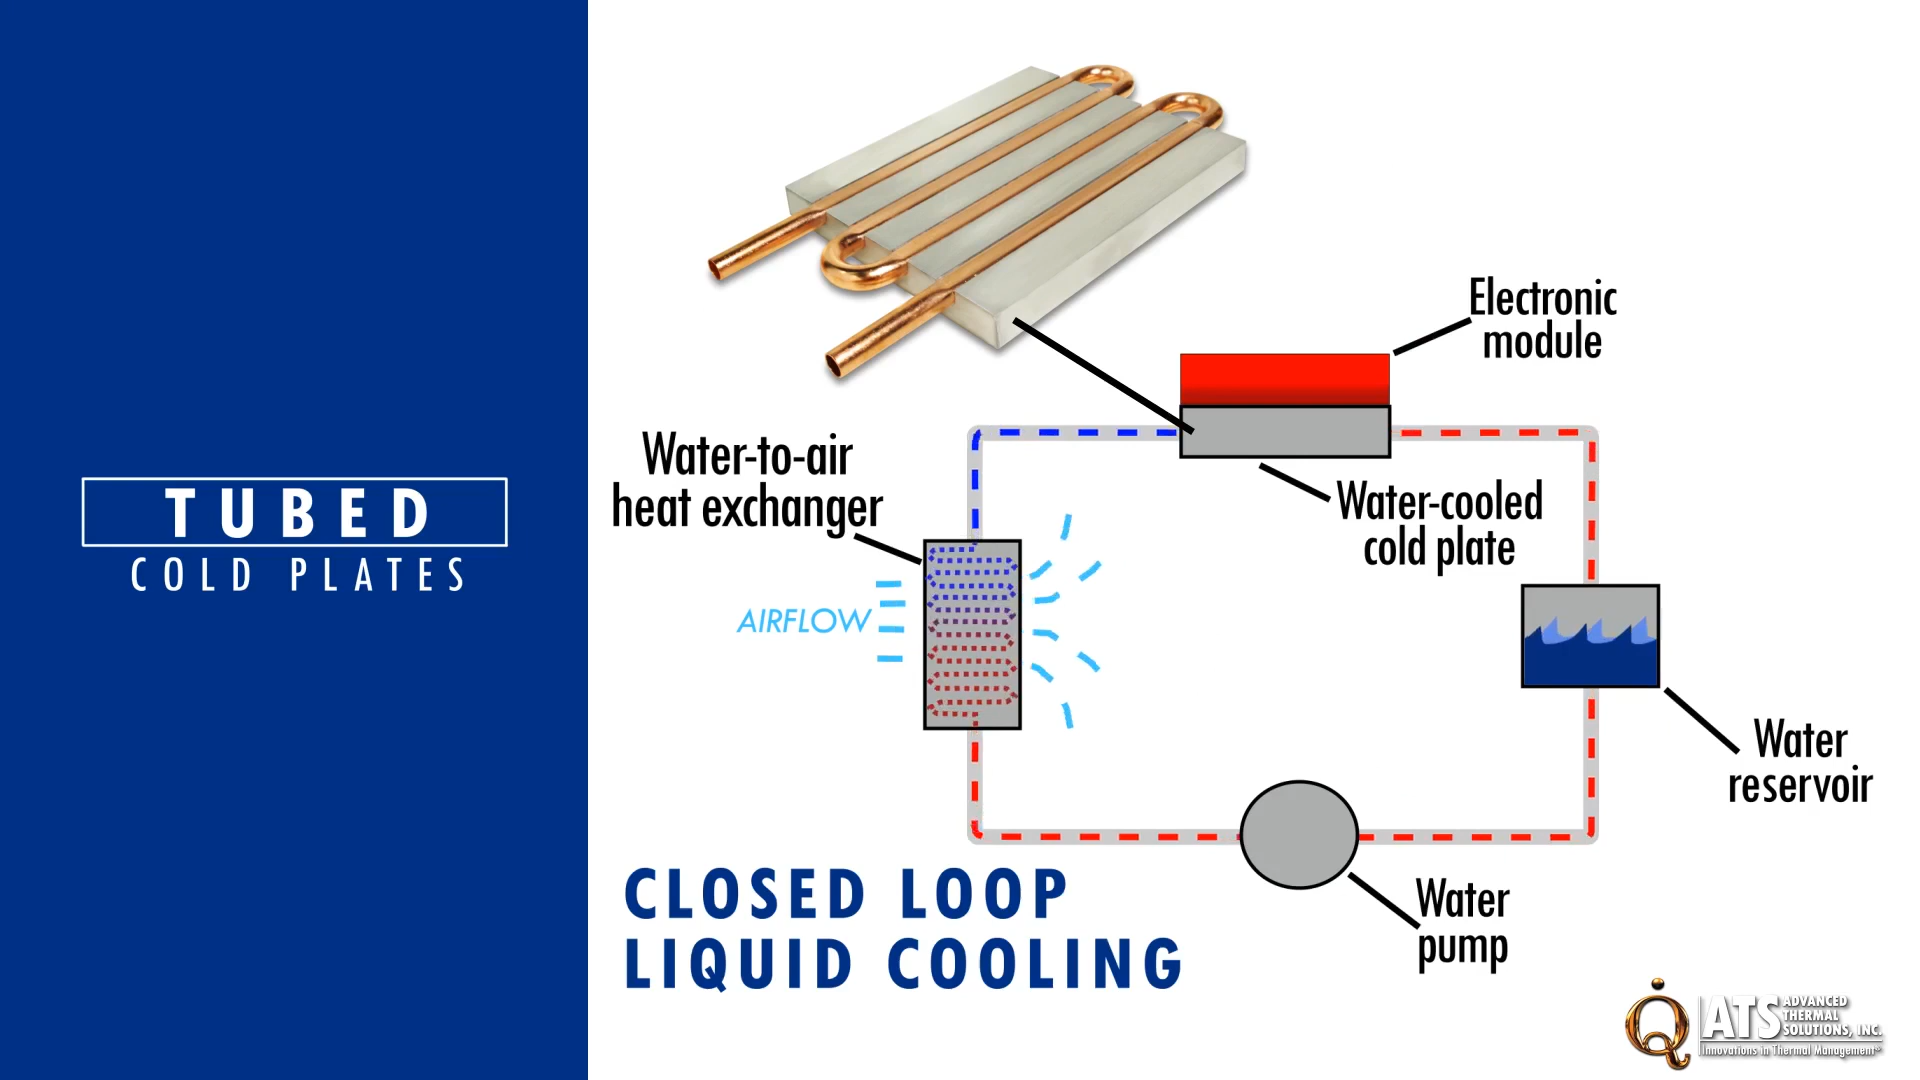 TUBED
COLD PLATES
Electronic
module
Water-to-air
heat exchanger
Water-cooled
cold plate
AIRFLOW
Water
reservoir
Water
pump
CLOSED LOOP
LIQUID COOLING
ATS ADVANCED
THERMAL
SOLUTIONS, INC.
Innovations in Thermal Management®